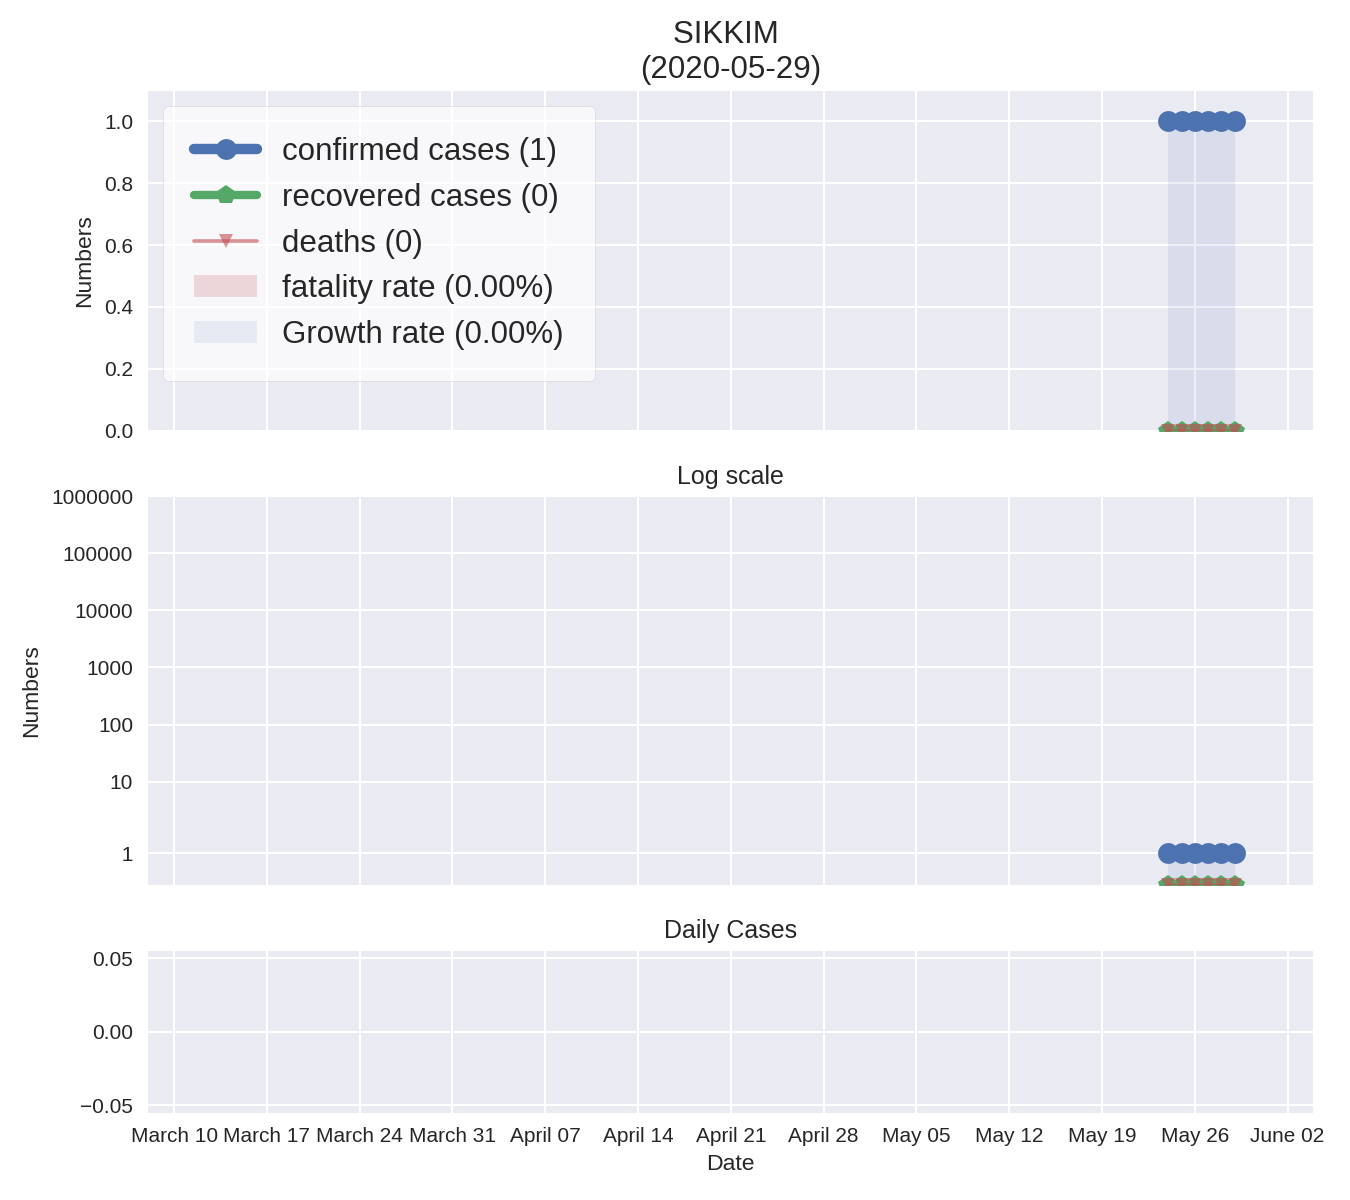 SIKKIM
(2020-05-29)
1.0
0.8
0.6
0.4
0.2
0.0
Numbers
confirmed cases (1)
recovered cases (0)
deaths (0)
fatality rate (0.00%)
Growth rate (0.00%)
Log scale
1000000
100000
10000
1000
100
10
1
Numbers
Daily Cases
0.05
0.00
−0.05
March 10 March 17 March 24 March 31 April 07 April 14 April 21 April 28 May 05 May 12 May 19 May 26 June 02
Date